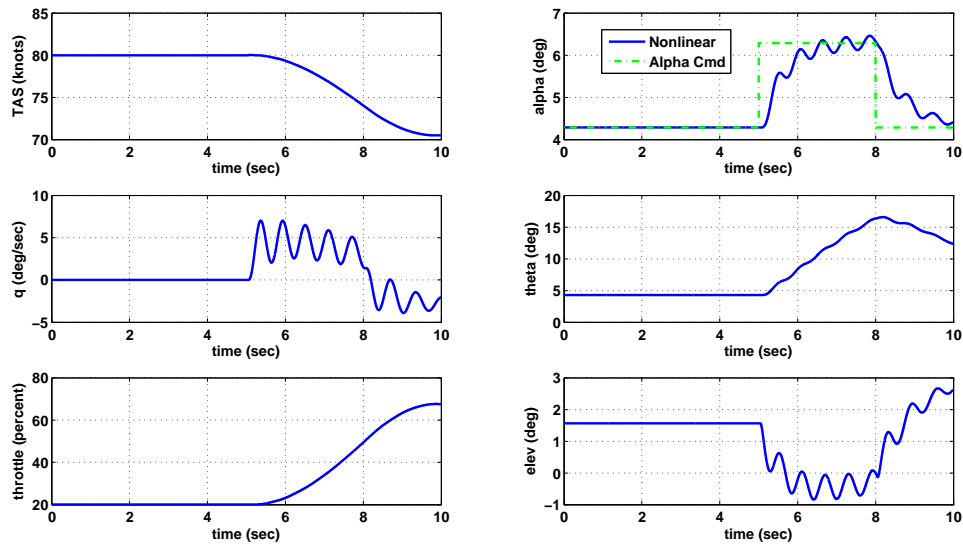 TAS (knots)
85
80
75
70
0 2 4 6 8 10
time (sec)
alpha (deg)
7
6
5
4
Nonlinear
Alpha Cmd
0 2 4 6 8 10
time (sec)
q (deg/sec)
10
5
0
−5
0 2 4 6 8 10
time (sec)
theta (deg)
20
15
10
5
0
0 2 4 6 8 10
time (sec)
throttle (percent)
80
60
40
20
0 2 4 6 8 10
time (sec)
elev (deg)
3
2
1
0
−1
0 2 4 6 8 10
time (sec)